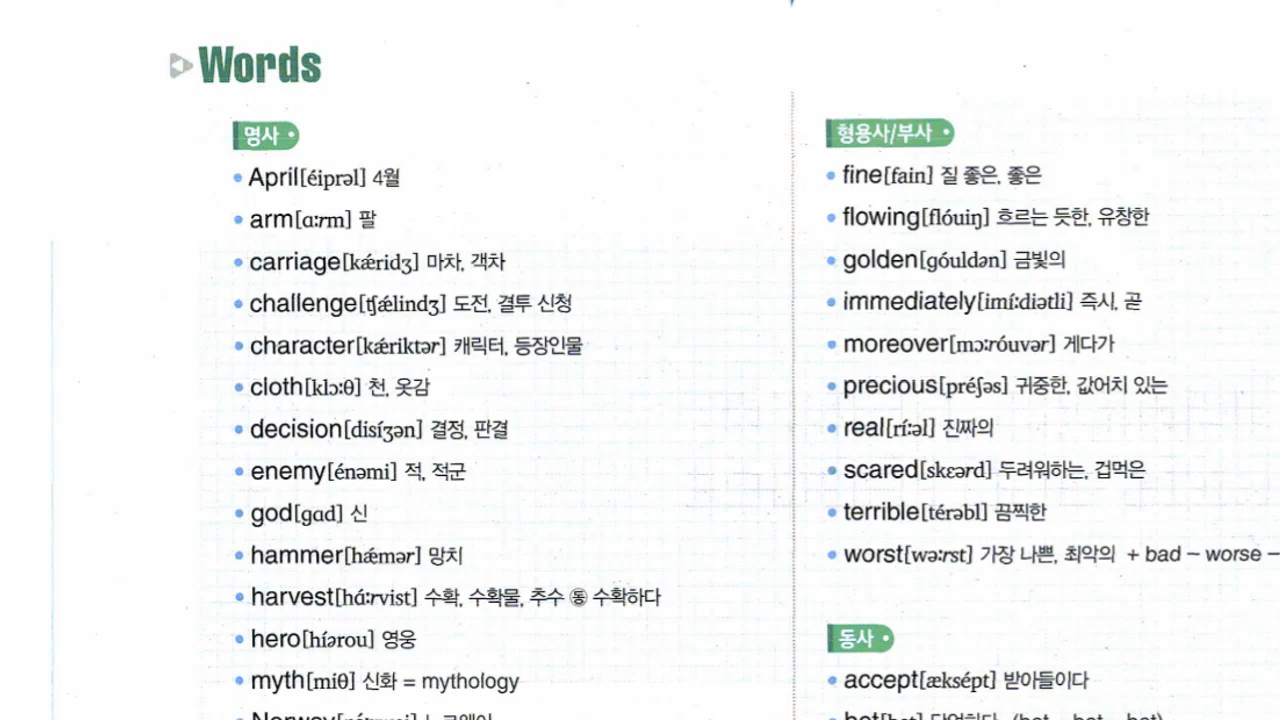 Words
명사
April[éiprəl] 4월
arm[ɑːrm] 팔
carriage[kǽridʒ] 마차, 객차
challenge[tʃǽlindʒ] 도전, 결투 신청
character[kǽriktər] 캐릭터, 등장인물
cloth[klɔːθ] 천, 옷감
decision[disíʒən] 결정, 판결
enemy[énəmi] 적, 적군
god[gɑd] 신
hammer[hǽmər] 망치
harvest[hɑ́ːrvist] 수확, 수확물, 추수 ㉿동 수확하다
hero[híərou] 영웅
myth[miθ] 신화 = mythology
형용사/부사
fine[fain] 질 좋은, 좋은
flowing[flóuiŋ] 흐르는 듯한, 유창한
golden[góuldən] 금빛의
immediately[imíːdiətli] 즉시, 곧
moreover[mɔːróuvər] 게다가
precious[préʃəs] 귀중한, 값어치 있는
real[ríːəl] 진짜의
scared[skɛərd] 두려워하는, 겁먹은
terrible[térəbl] 끔찍한
worst[wəːrst] 가장 나쁜, 최악의 + bad – worse –
동사
accept[æksépt] 받아들이다